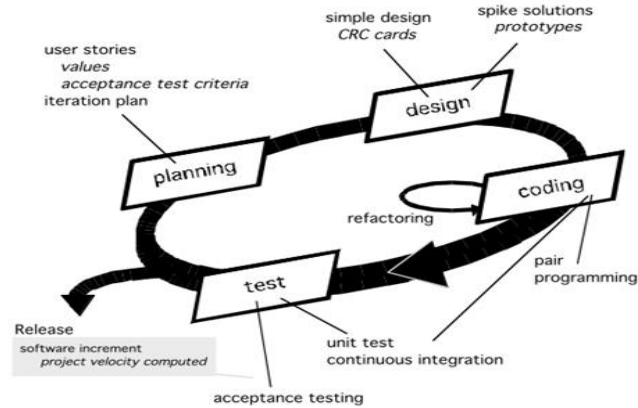 simple design
CRC cards
spike solutions
prototypes
user stories
values
acceptance test criteria
iteration plan
design
planning
coding
refactoring
pair
programming
test
unit test
continuous integration
Release
software increment
project velocity computed
acceptance testing